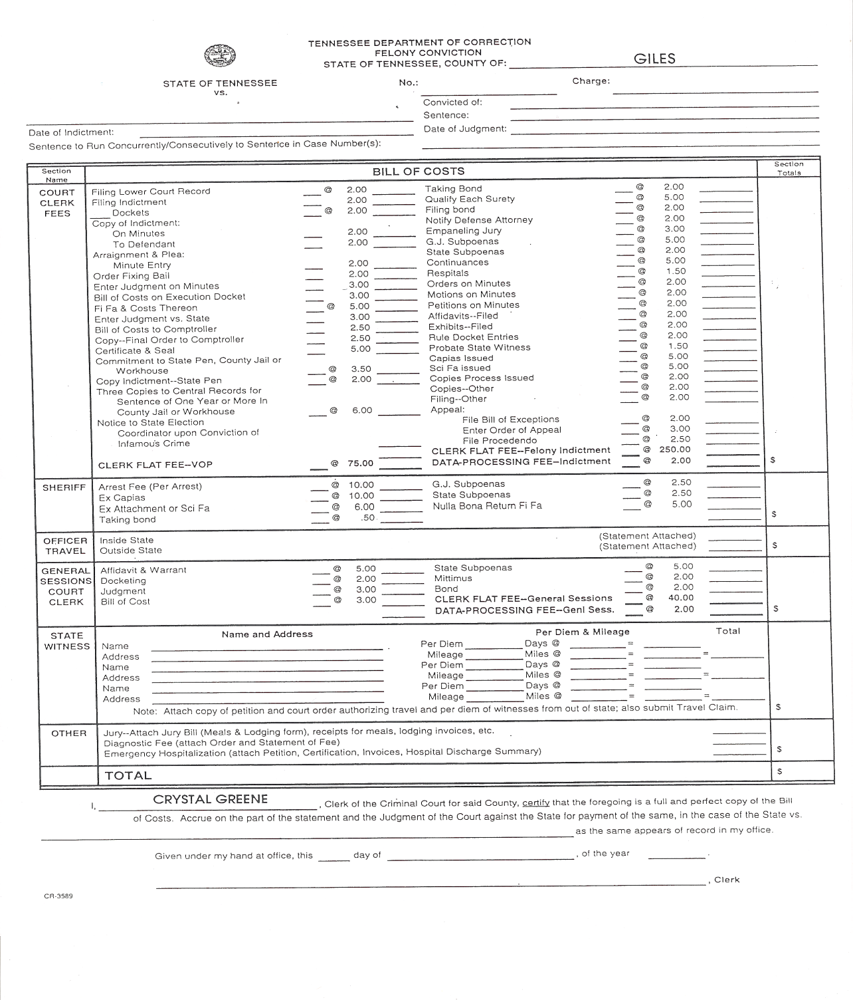 TENNESSEE DEPARTMENT OF CORRECTION
FELONY CONVICTION
STATE OF TENNESSEE, COUNTY OF: GILES
STATE OF TENNESSEE
vs.
No.:
Charge:
Convicted of:
Sentence:
Date of Indictment:
Date of Judgment:
Sentence to Run Concurrently/Consecutively to Sentence in Case Number(s):
Section Name
BILL OF COSTS
Section Totals
COURT CLERK FEES
Filing Lower Court Record @ 2.00
Filing Indictment 2.00
Dockets @ 2.00
Copy of Indictment:
On Minutes 2.00
To Defendant 2.00
Arraignment & Plea:
Minute Entry 2.00
Order Fixing Bail 2.00
Enter Judgment on Minutes 3.00
Bill of Costs on Execution Docket 3.00
Fi Fa & Costs Thereon @ 5.00
Enter Judgment vs. State 3.00
Bill of Costs to Comptroller 2.50
Copy--Final Order to Comptroller 2.50
Certificate & Seal 5.00
Commitment to State Pen, County Jail or
Workhouse @ 3.50
Copy Indictment--State Pen @ 2.00
Three Copies to Central Records for
Sentence of One Year or More In
County Jail or Workhouse @ 6.00
Notice to State Election
Coordinator upon Conviction of
Infamous Crime
CLERK FLAT FEE--VOP @ 75.00
Taking Bond @ 2.00
Qualify Each Surety @ 5.00
Filing bond @ 2.00
Notify Defense Attorney @ 2.00
Empaneling Jury @ 3.00
G.J. Subpoenas @ 5.00
State Subpoenas @ 2.00
Continuances @ 5.00
Respitals @ 1.50
Orders on Minutes @ 2.00
Motions on Minutes @ 2.00
Petitions on Minutes @ 2.00
Affidavits--Filed @ 2.00
Exhibits--Filed @ 2.00
Rule Docket Entries @ 2.00
Probate State Witness @ 1.50
Capias Issued @ 5.00
Sci Fa issued @ 5.00
Copies Process Issued @ 2.00
Copies--Other @ 2.00
Filing--Other @ 2.00
Appeal:
File Bill of Exceptions @ 2.00
Enter Order of Appeal @ 3.00
File Procedendo @ 2.50
CLERK FLAT FEE--Felony Indictment @ 250.00
DATA-PROCESSING FEE--Indictment @ 2.00
$
SHERIFF
Arrest Fee (Per Arrest) @ 10.00
Ex Capias @ 10.00
Ex Attachment or Sci Fa @ 6.00
Taking bond @ .50
G.J. Subpoenas @ 2.50
State Subpoenas @ 2.50
Nulla Bona Return Fi Fa @ 5.00
$
OFFICER TRAVEL
Inside State (Statement Attached)
Outside State (Statement Attached)
$
GENERAL SESSIONS COURT CLERK
Affidavit & Warrant @ 5.00
Docketing @ 2.00
Judgment @ 3.00
Bill of Cost @ 3.00
State Subpoenas @ 5.00
Mittimus @ 2.00
Bond @ 2.00
CLERK FLAT FEE--General Sessions @ 40.00
DATA-PROCESSING FEE--Genl Sess. @ 2.00
$
STATE WITNESS
Name and Address Per Diem & Mileage Total
Name Per Diem Days @ =
Address Mileage Miles @ = =
Name Per Diem Days @ =
Address Mileage Miles @ = =
Name Per Diem Days @ =
Address Mileage Miles @ = =
Note: Attach copy of petition and court order authorizing travel and per diem of witnesses from out of state; also submit Travel Claim.
$
OTHER
Jury--Attach Jury Bill (Meals & Lodging form), receipts for meals, lodging invoices, etc.
Diagnostic Fee (attach Order and Statement of Fee)
Emergency Hospitalization (attach Petition, Certification, Invoices, Hospital Discharge Summary)
$
TOTAL $
I, CRYSTAL GREENE, Clerk of the Criminal Court for said County, certify that the foregoing is a full and perfect copy of the Bill
of Costs. Accrue on the part of the statement and the Judgment of the Court against the State for payment of the same, in the case of the State vs.
as the same appears of record in my office.
Given under my hand at office, this day of , of the year .
, Clerk
CR-3589